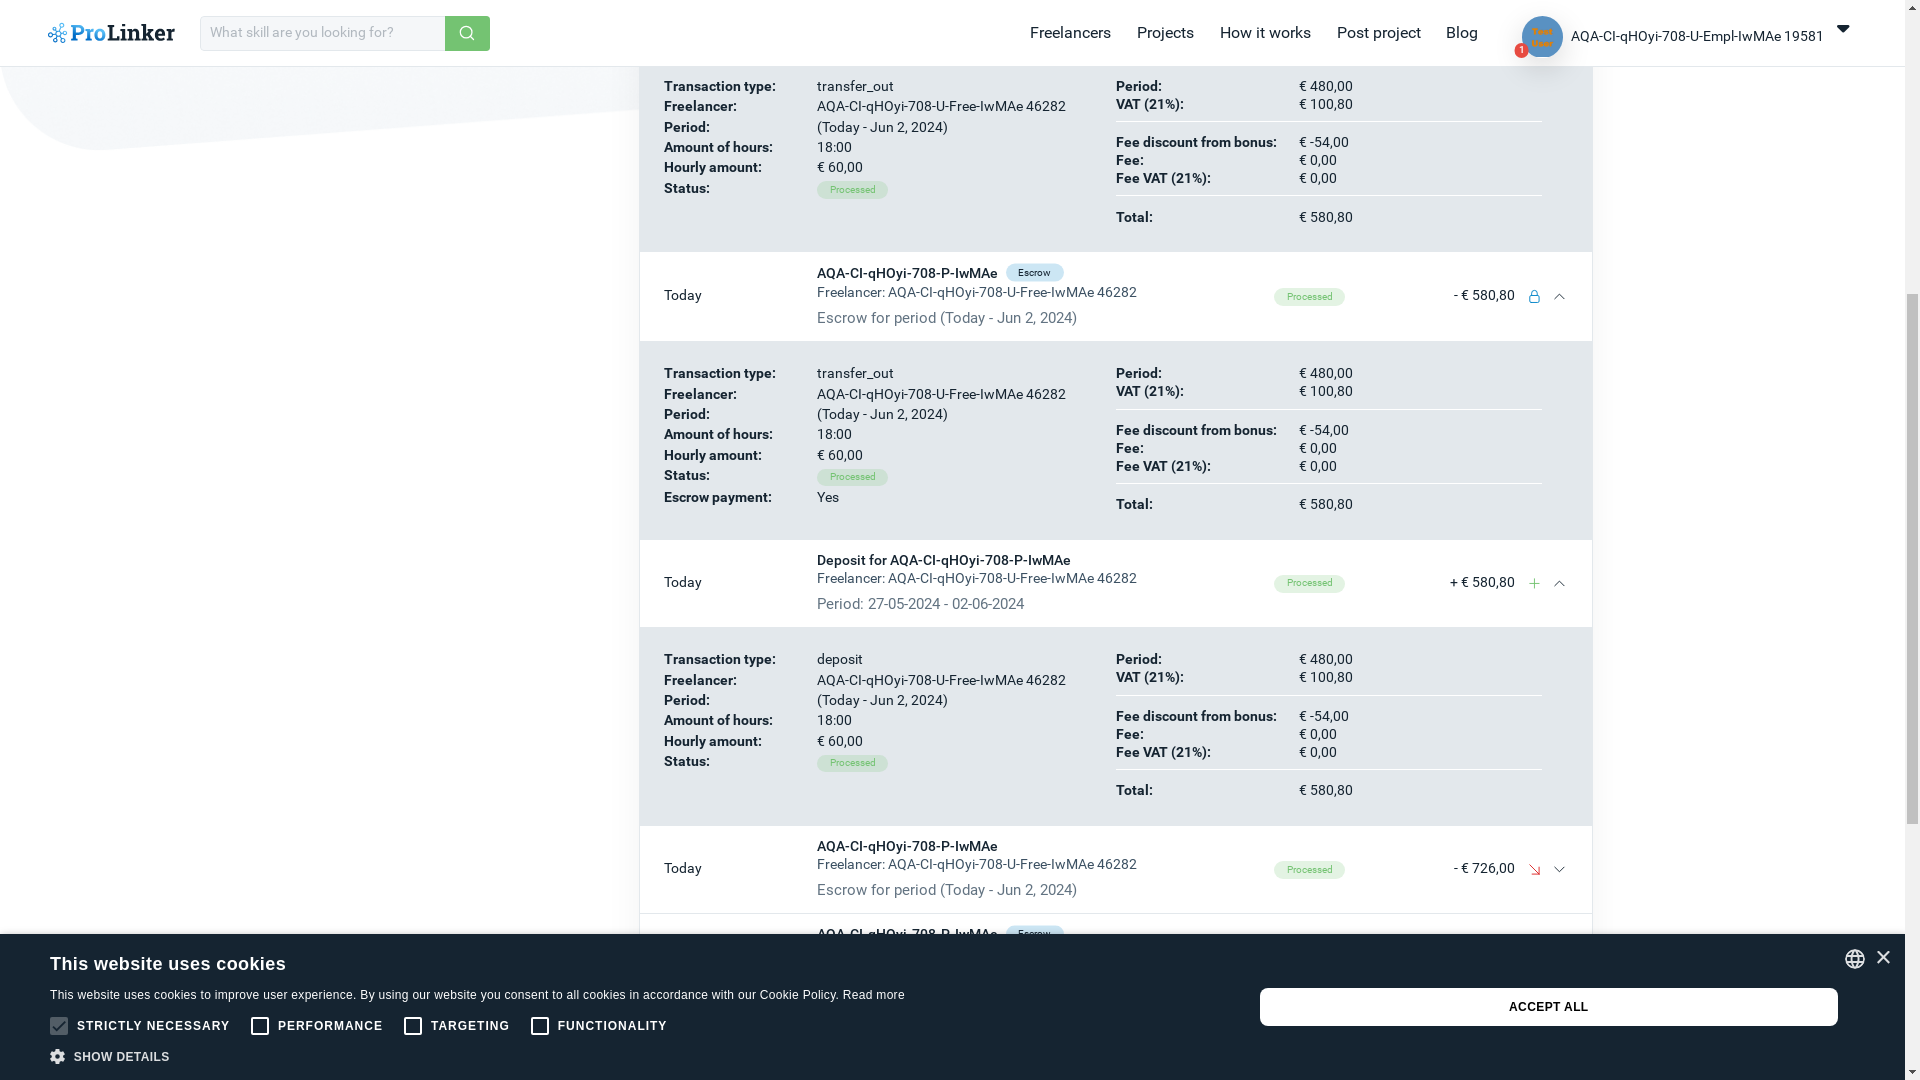 ProLinker
What skill are you looking for?
Freelancers
Projects
How it works
Post project
Blog
Test User
1
AQA-CI-qHOyi-708-U-Empl-IwMAe 19581
Transaction type: transfer_out
Freelancer: AQA-CI-qHOyi-708-U-Free-IwMAe 46282
Period: (Today - Jun 2, 2024)
Amount of hours: 18:00
Hourly amount: € 60,00
Status: Processed
Period: € 480,00
VAT (21%): € 100,80
Fee discount from bonus: € -54,00
Fee: € 0,00
Fee VAT (21%): € 0,00
Total: € 580,80
AQA-CI-qHOyi-708-P-IwMAe Escrow
Today
Freelancer: AQA-CI-qHOyi-708-U-Free-IwMAe 46282
Escrow for period (Today - Jun 2, 2024)
Processed
- € 580,80
Transaction type: transfer_out
Freelancer: AQA-CI-qHOyi-708-U-Free-IwMAe 46282
Period: (Today - Jun 2, 2024)
Amount of hours: 18:00
Hourly amount: € 60,00
Status: Processed
Escrow payment: Yes
Period: € 480,00
VAT (21%): € 100,80
Fee discount from bonus: € -54,00
Fee: € 0,00
Fee VAT (21%): € 0,00
Total: € 580,80
Deposit for AQA-CI-qHOyi-708-P-IwMAe
Today
Freelancer: AQA-CI-qHOyi-708-U-Free-IwMAe 46282
Period: 27-05-2024 - 02-06-2024
Processed
+ € 580,80
Transaction type: deposit
Freelancer: AQA-CI-qHOyi-708-U-Free-IwMAe 46282
Period: (Today - Jun 2, 2024)
Amount of hours: 18:00
Hourly amount: € 60,00
Status: Processed
Period: € 480,00
VAT (21%): € 100,80
Fee discount from bonus: € -54,00
Fee: € 0,00
Fee VAT (21%): € 0,00
Total: € 580,80
AQA-CI-qHOyi-708-P-IwMAe
Today
Freelancer: AQA-CI-qHOyi-708-U-Free-IwMAe 46282
Escrow for period (Today - Jun 2, 2024)
Processed
- € 726,00
AQA-CI-qHOyi-708-P-IwMAe Escrow
This website uses cookies
This website uses cookies to improve user experience. By using our website you consent to all cookies in accordance with our Cookie Policy. Read more
STRICTLY NECESSARY
PERFORMANCE
TARGETING
FUNCTIONALITY
SHOW DETAILS
ACCEPT ALL